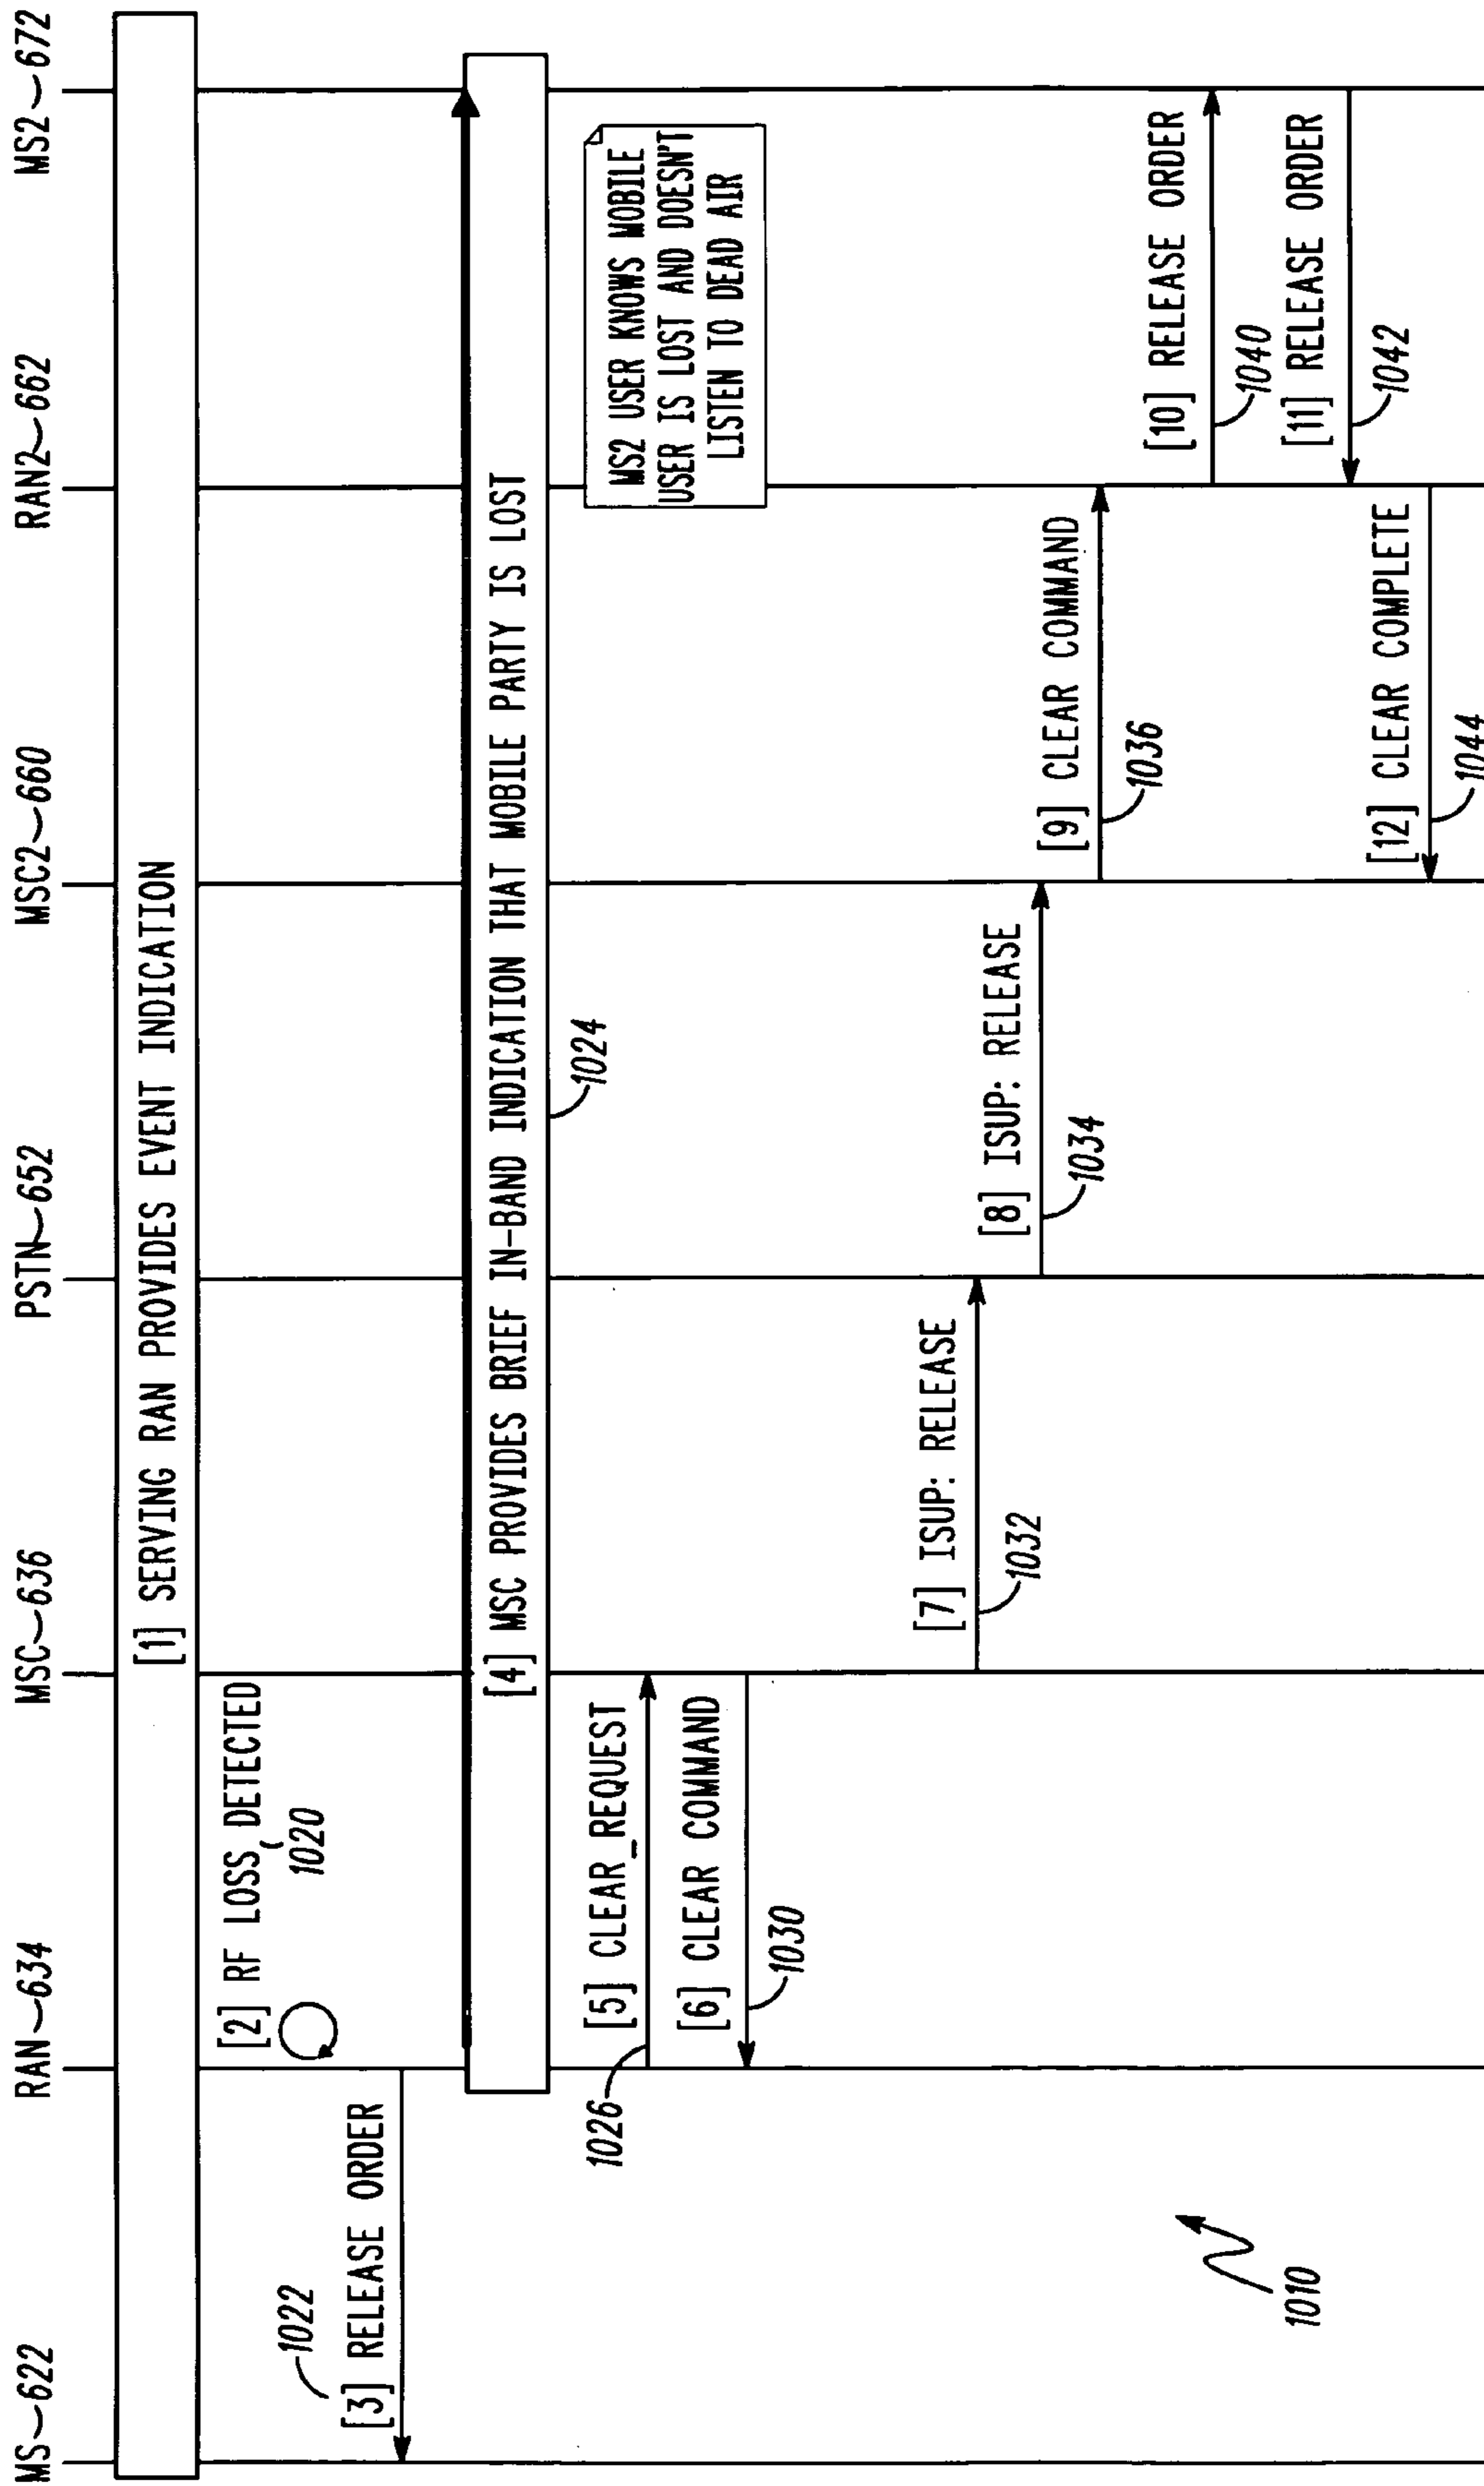 MS 622
RAN 634
MSC 636
PSTN 652
MSC2 660
RAN2 662
MS2 672
[1] SERVING RAN PROVIDES EVENT INDICATION
[2] RF LOSS DETECTED
1020
1022
[3] RELEASE ORDER
[4] MSC PROVIDES BRIEF IN-BAND INDICATION THAT MOBILE PARTY IS LOST
1024
MS2 USER KNOWS MOBILE
USER IS LOST AND DOESN'T
LISTEN TO DEAD AIR
1026
[5] CLEAR_REQUEST
[6] CLEAR COMMAND
1030
[7] ISUP: RELEASE
1032
[8] ISUP: RELEASE
1034
[9] CLEAR COMMAND
1036
[10] RELEASE ORDER
1040
[11] RELEASE ORDER
1042
[12] CLEAR COMPLETE
1044
1010